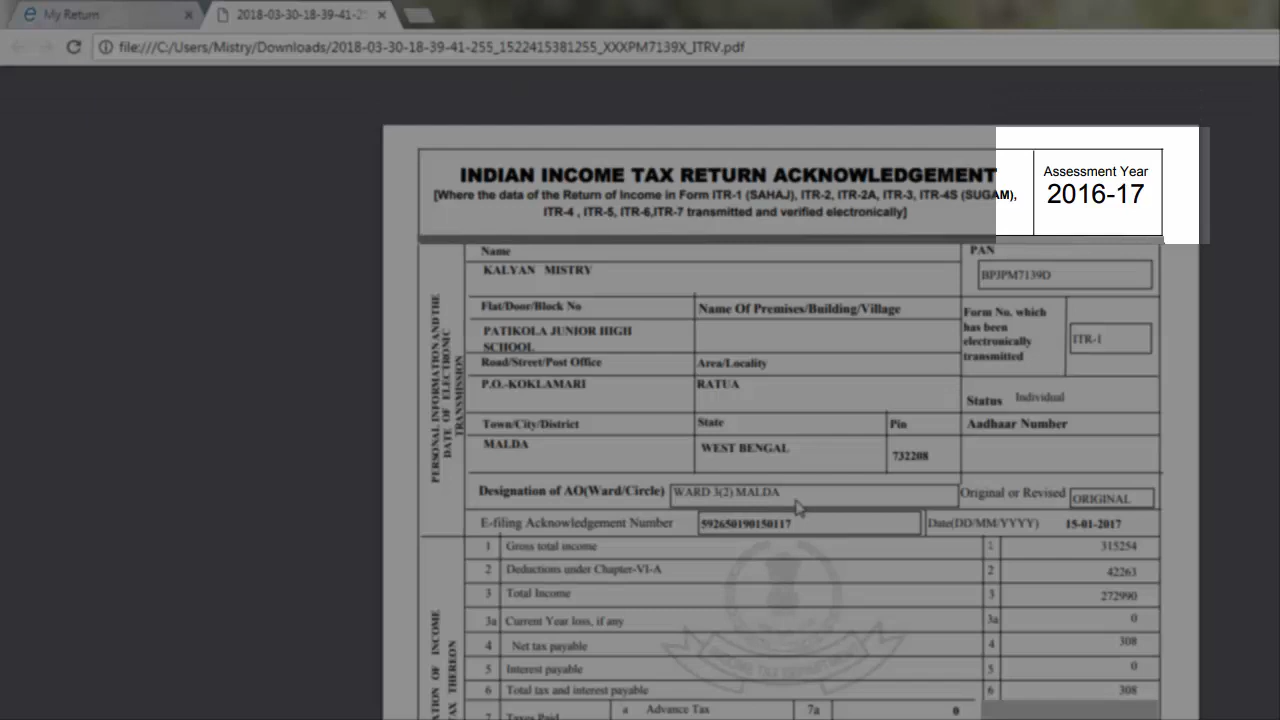 My Return
2018-03-30-18-39-41-2
file:///C:/Users/Mistry/Downloads/2018-03-30-18-39-41-255_1522415381255_XXXPM7139X_ITRV.pdf
INDIAN INCOME TAX RETURN ACKNOWLEDGEMENT
[Where the data of the Return of Income in Form ITR-1 (SAHAJ), ITR-2, ITR-2A, ITR-3, ITR-4S (SUGAM),
ITR-4 , ITR-5, ITR-6,ITR-7 transmitted and verified electronically]
Assessment Year
2016-17
PERSONAL INFORMATION AND THE
DATE OF ELECTRONIC
TRANSMISSION
Name
KALYAN MISTRY
PAN
BPJPM7139D
Flat/Door/Block No
Name Of Premises/Building/Village
PATIKOLA JUNIOR HIGH
SCHOOL
Form No. which
has been
electronically
transmitted
ITR-1
Road/Street/Post Office
Area/Locality
P.O.-KOKLAMARI
RATUA
Status Individual
Town/City/District
State
Pin
Aadhaar Number
MALDA
WEST BENGAL
732208
Designation of AO(Ward/Circle) WARD 3(2) MALDA
Original or Revised ORIGINAL
E-filing Acknowledgement Number 592650190150117 Date(DD/MM/YYYY) 15-01-2017
1 Gross total income 1 315254
2 Deductions under Chapter-VI-A 2 42263
3 Total Income 3 272990
3a Current Year loss, if any 3a 0
4 Net tax payable 4 308
5 Interest payable 5 0
6 Total tax and interest payable 6 308
7 Taxes Paid a Advance Tax 7a 0
ATION OF INCOME
TAX THEREON
INCOME TAX DEPARTMENT